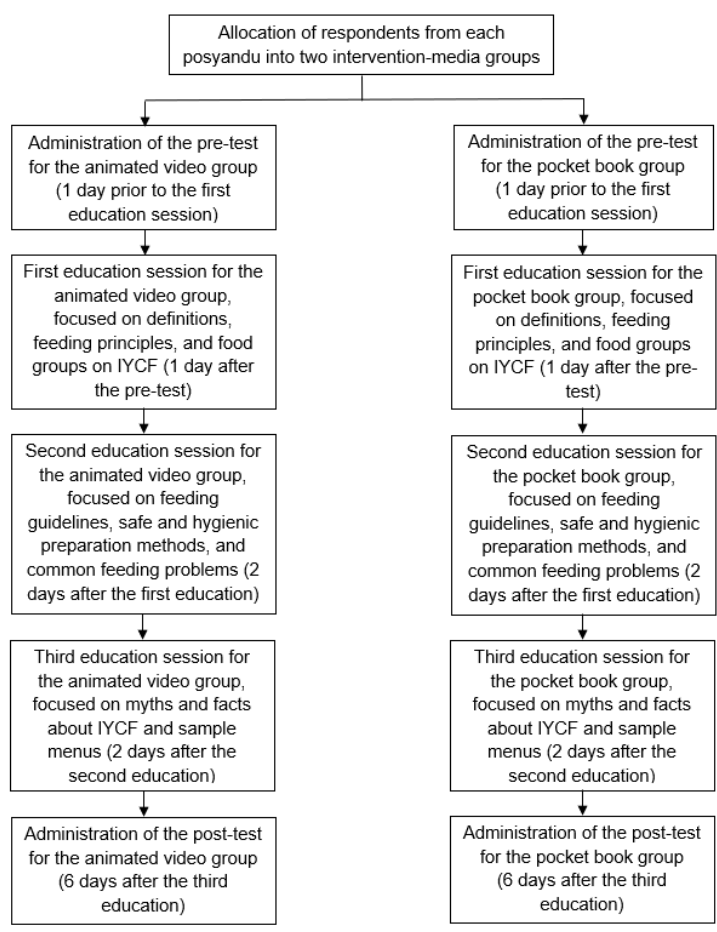 Allocation of respondents from each
posyandu into two intervention-media groups
Administration of the pre-test
for the animated video group
(1 day prior to the first
education session)
Administration of the pre-test
for the pocket book group
(1 day prior to the first
education session)
First education session for the
animated video group,
focused on definitions,
feeding principles, and food
groups on IYCF (1 day after
the pre-test)
First education session for the
pocket book group, focused
on definitions, feeding
principles, and food groups
on IYCF (1 day after the pre-
test)
Second education session for
the animated video group,
focused on feeding
guidelines, safe and hygienic
preparation methods, and
common feeding problems (2
days after the first education)
Second education session for
the pocket book group,
focused on feeding
guidelines, safe and hygienic
preparation methods, and
common feeding problems (2
days after the first education)
Third education session for
the animated video group,
focused on myths and facts
about IYCF and sample
menus (2 days after the
second education)
Third education session for
the pocket book group,
focused on myths and facts
about IYCF and sample
menus (2 days after the
second education)
Administration of the post-test
for the animated video group
(6 days after the third
education)
Administration of the post-test
for the pocket book group
(6 days after the third
education)